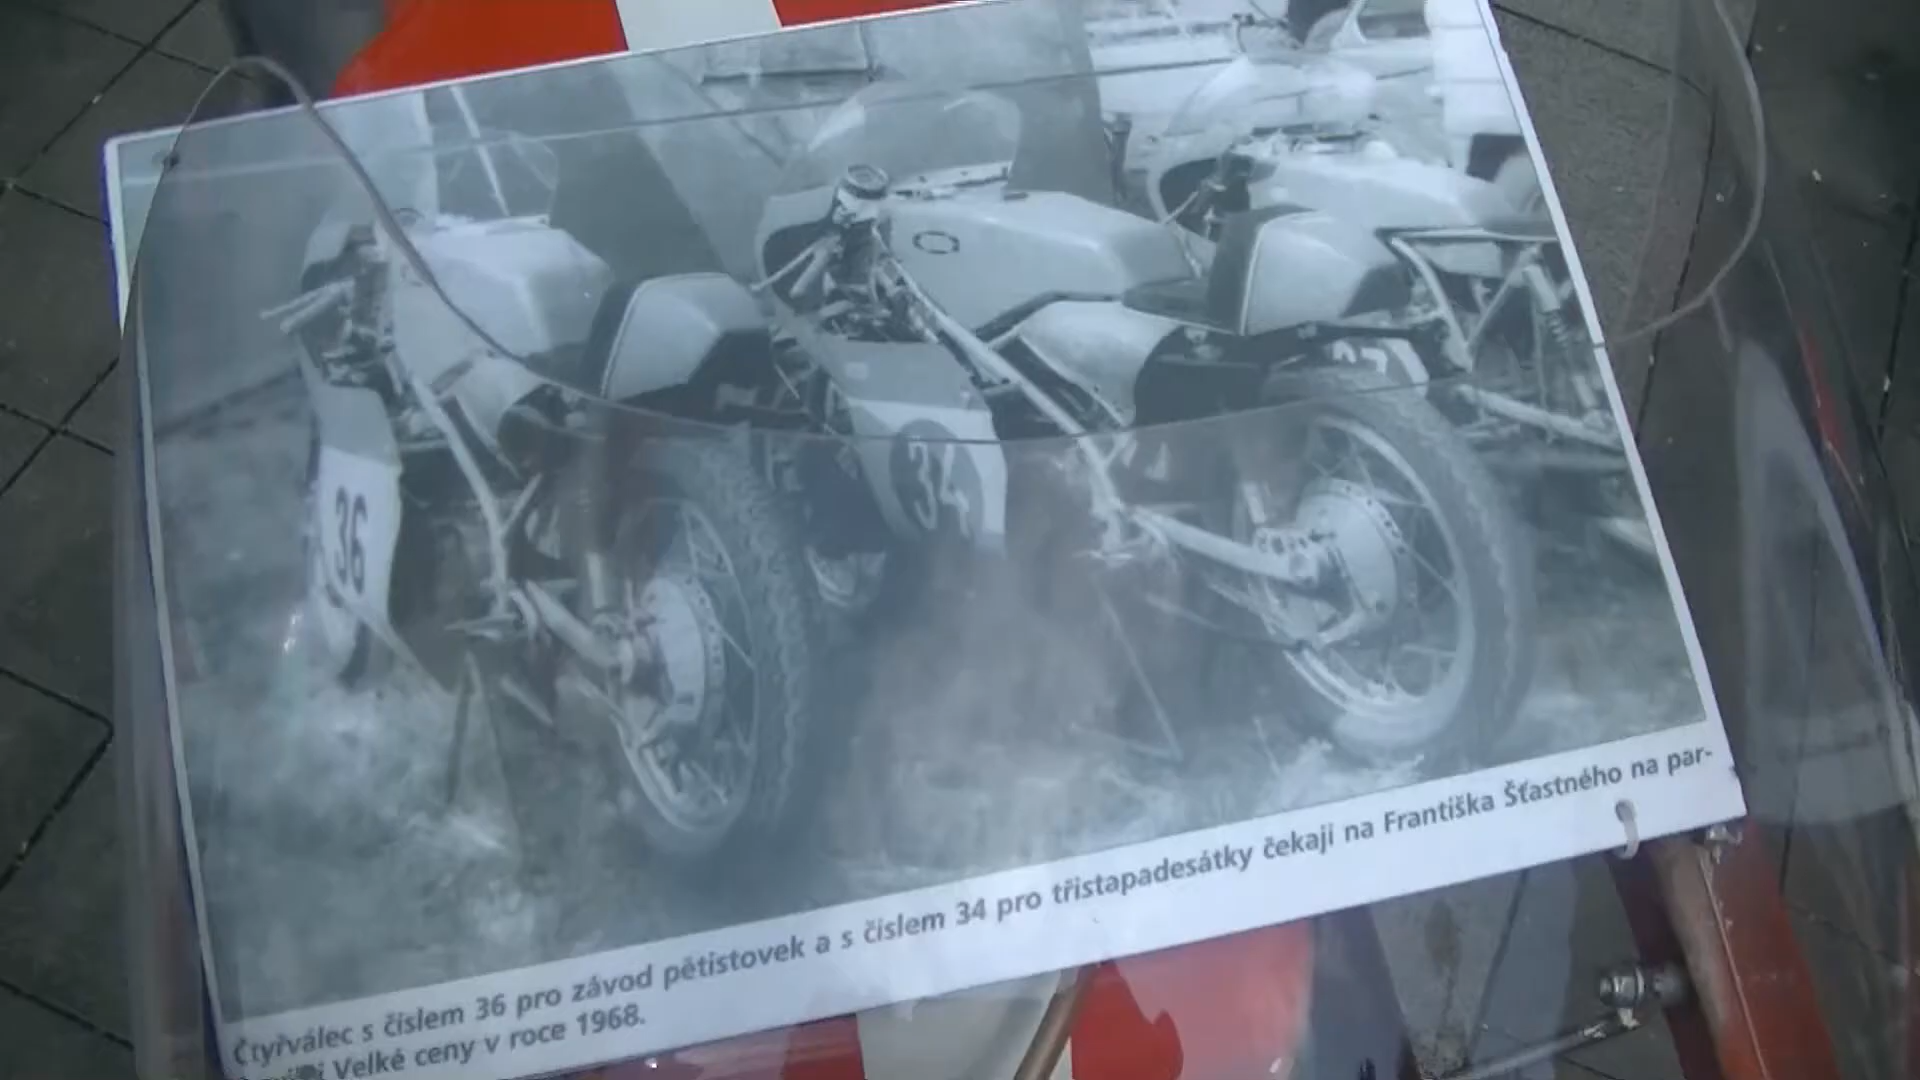 36
34
37
Čtyřválec s číslem 36 pro závod pětistovek a s číslem 34 pro třistapadesátky čekají na Františka Šťastného na par-
Velké ceny v roce 1968.